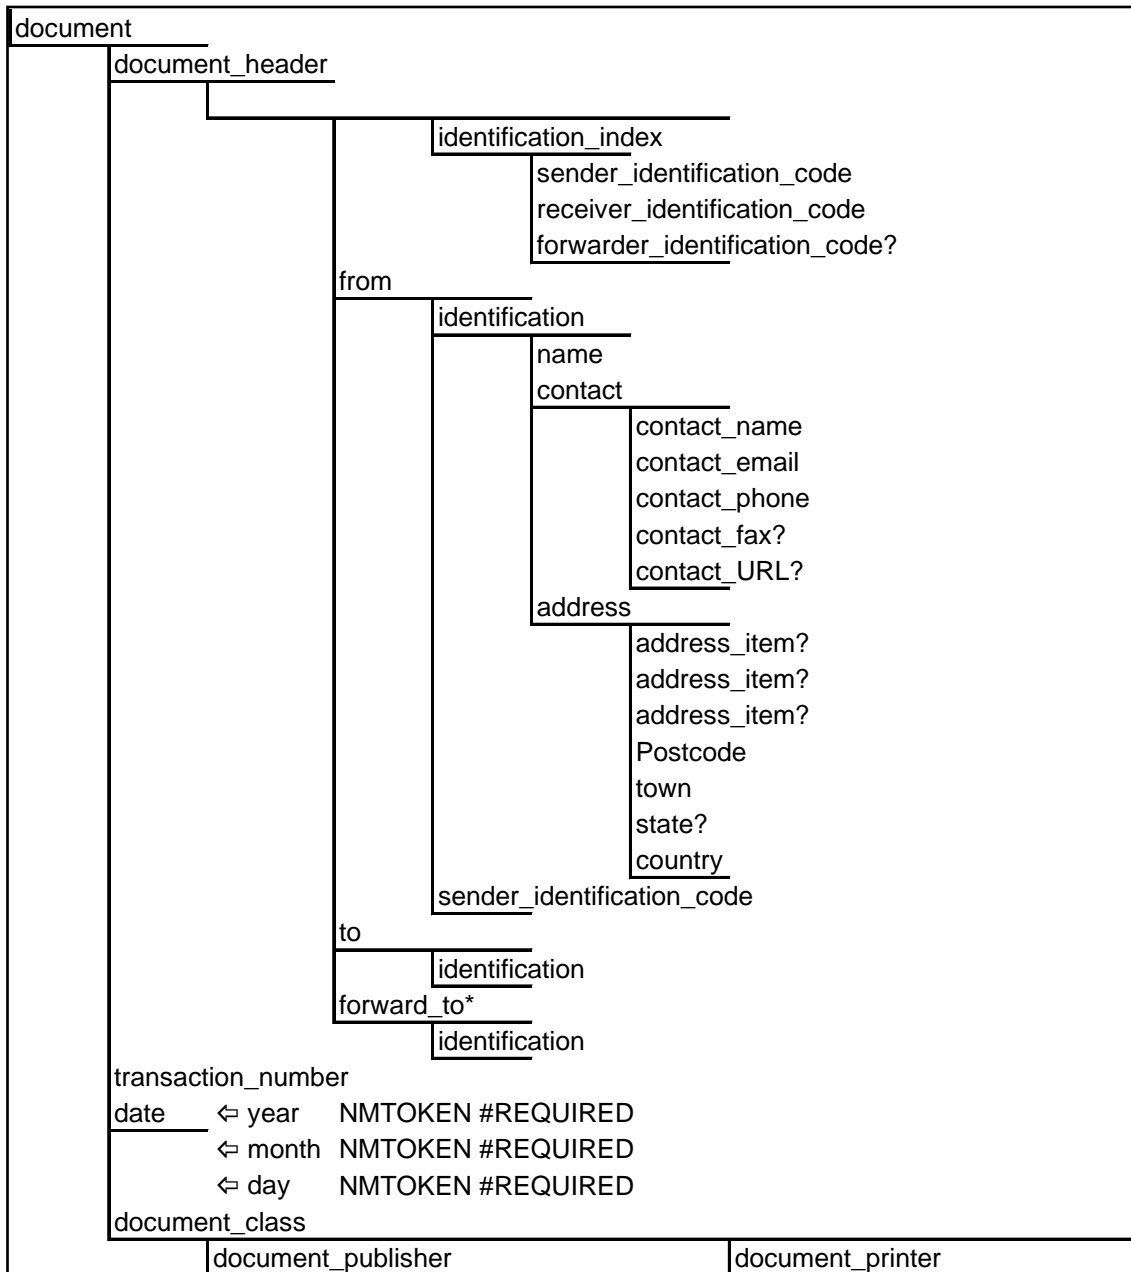 document
document_header
identification_index
sender_identification_code
receiver_identification_code
forwarder_identification_code?
from
identification
name
contact
contact_name
contact_email
contact_phone
contact_fax?
contact_URL?
address
address_item?
address_item?
address_item?
Postcode
town
state?
country
sender_identification_code
to
identification
forward_to*
identification
transaction_number
date ⇦ year NMTOKEN #REQUIRED
⇦ month NMTOKEN #REQUIRED
⇦ day NMTOKEN #REQUIRED
document_class
document_publisher document_printer